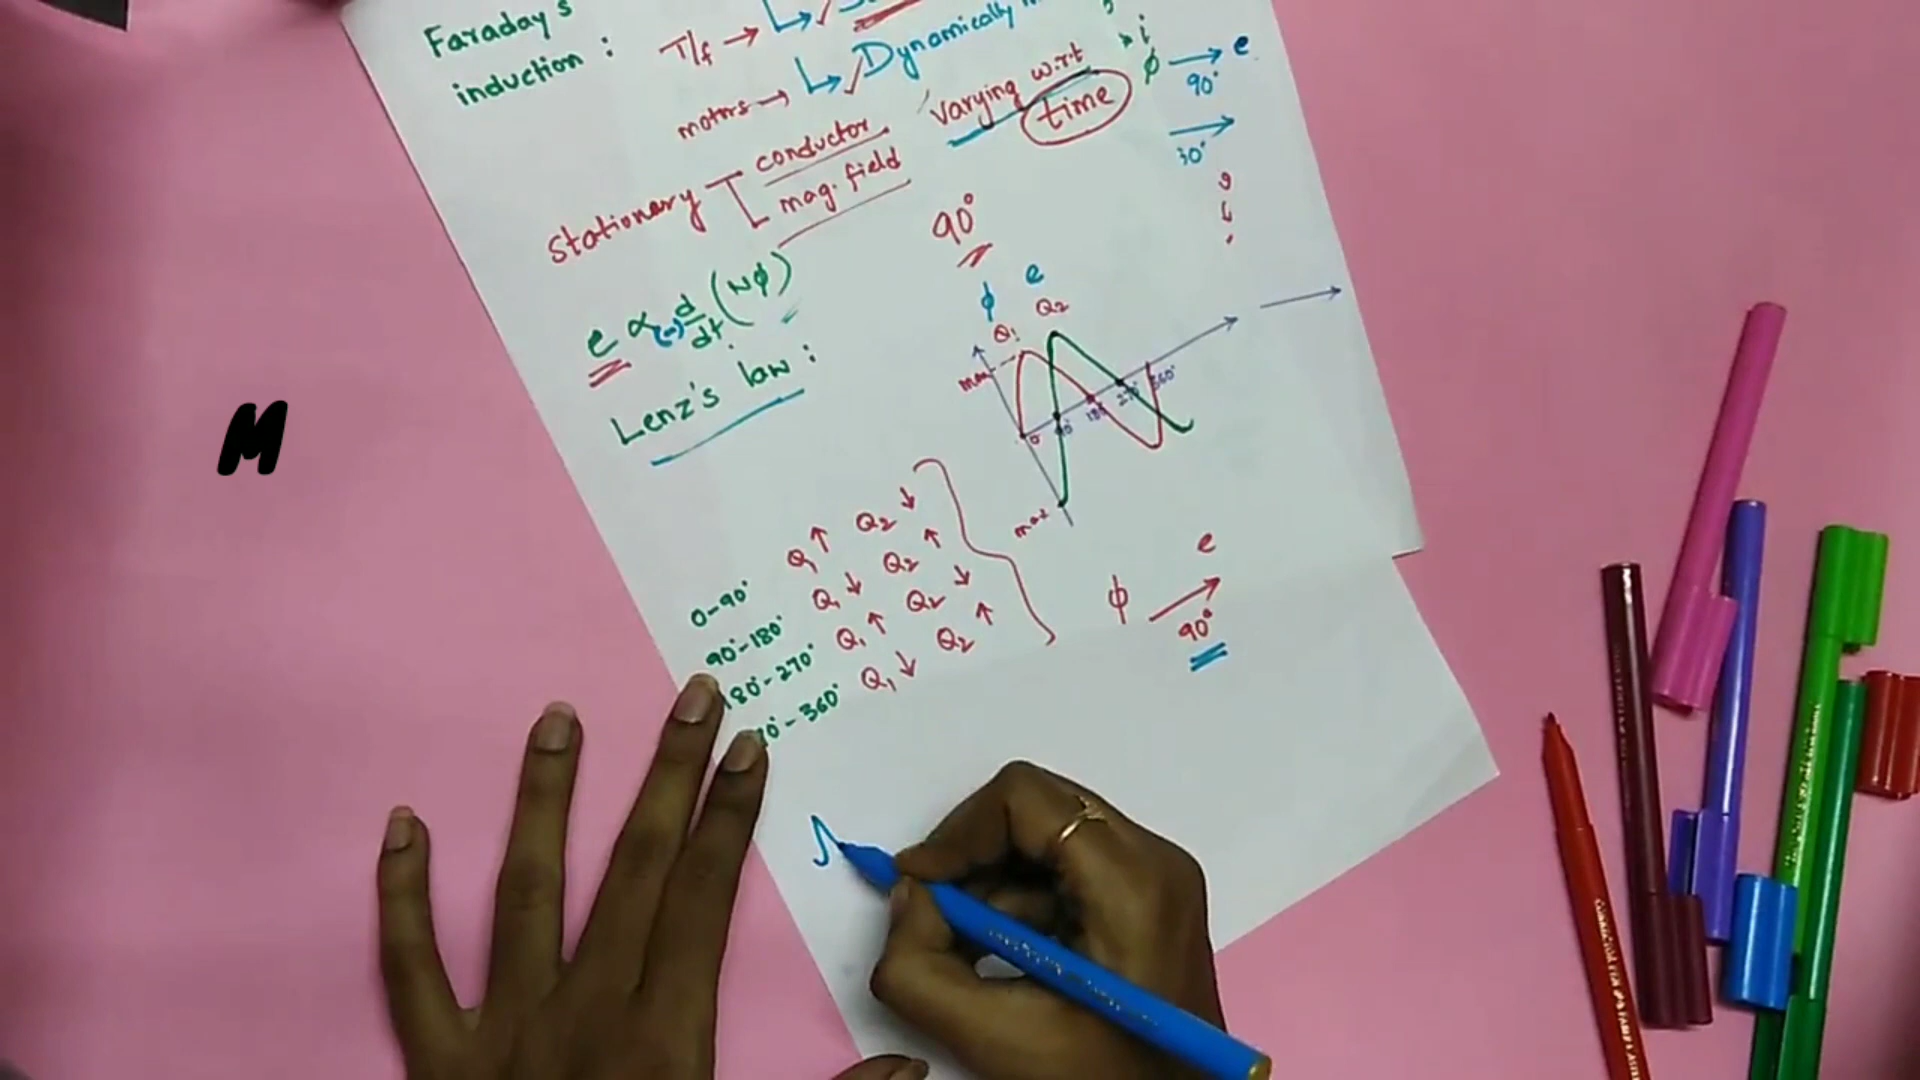 Faraday's
induction :
T/f →
motors → Dynamically
Stationary conductor
mag. field
Varying w.r.t
time
i
ϕ → e
90°
30°
e ∝ (-) d/dt (Nϕ)
Lenz's law :
90°
ϕ e
Q1 Q2
max
0° 90° 180° 270° 360°
max
0-90° Q1 ↑ Q2 ↓
90°-180° Q1 ↓ Q2 ↑
180°-270° Q1 ↑ Q2 ↓
70°-360° Q1 ↓ Q2 ↑
ϕ → e
90°
M